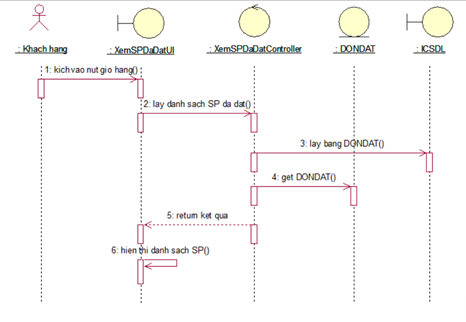 : Khach hang
: XemSPDaDatUI
: XemSPDaDatController
: DONDAT
: ICSDL
1: kich vao nut gio hang()
2: lay danh sach SP da dat()
3: lay bang DONDAT()
4: get DONDAT()
5: return ket qua
6: hien thi danh sach SP()